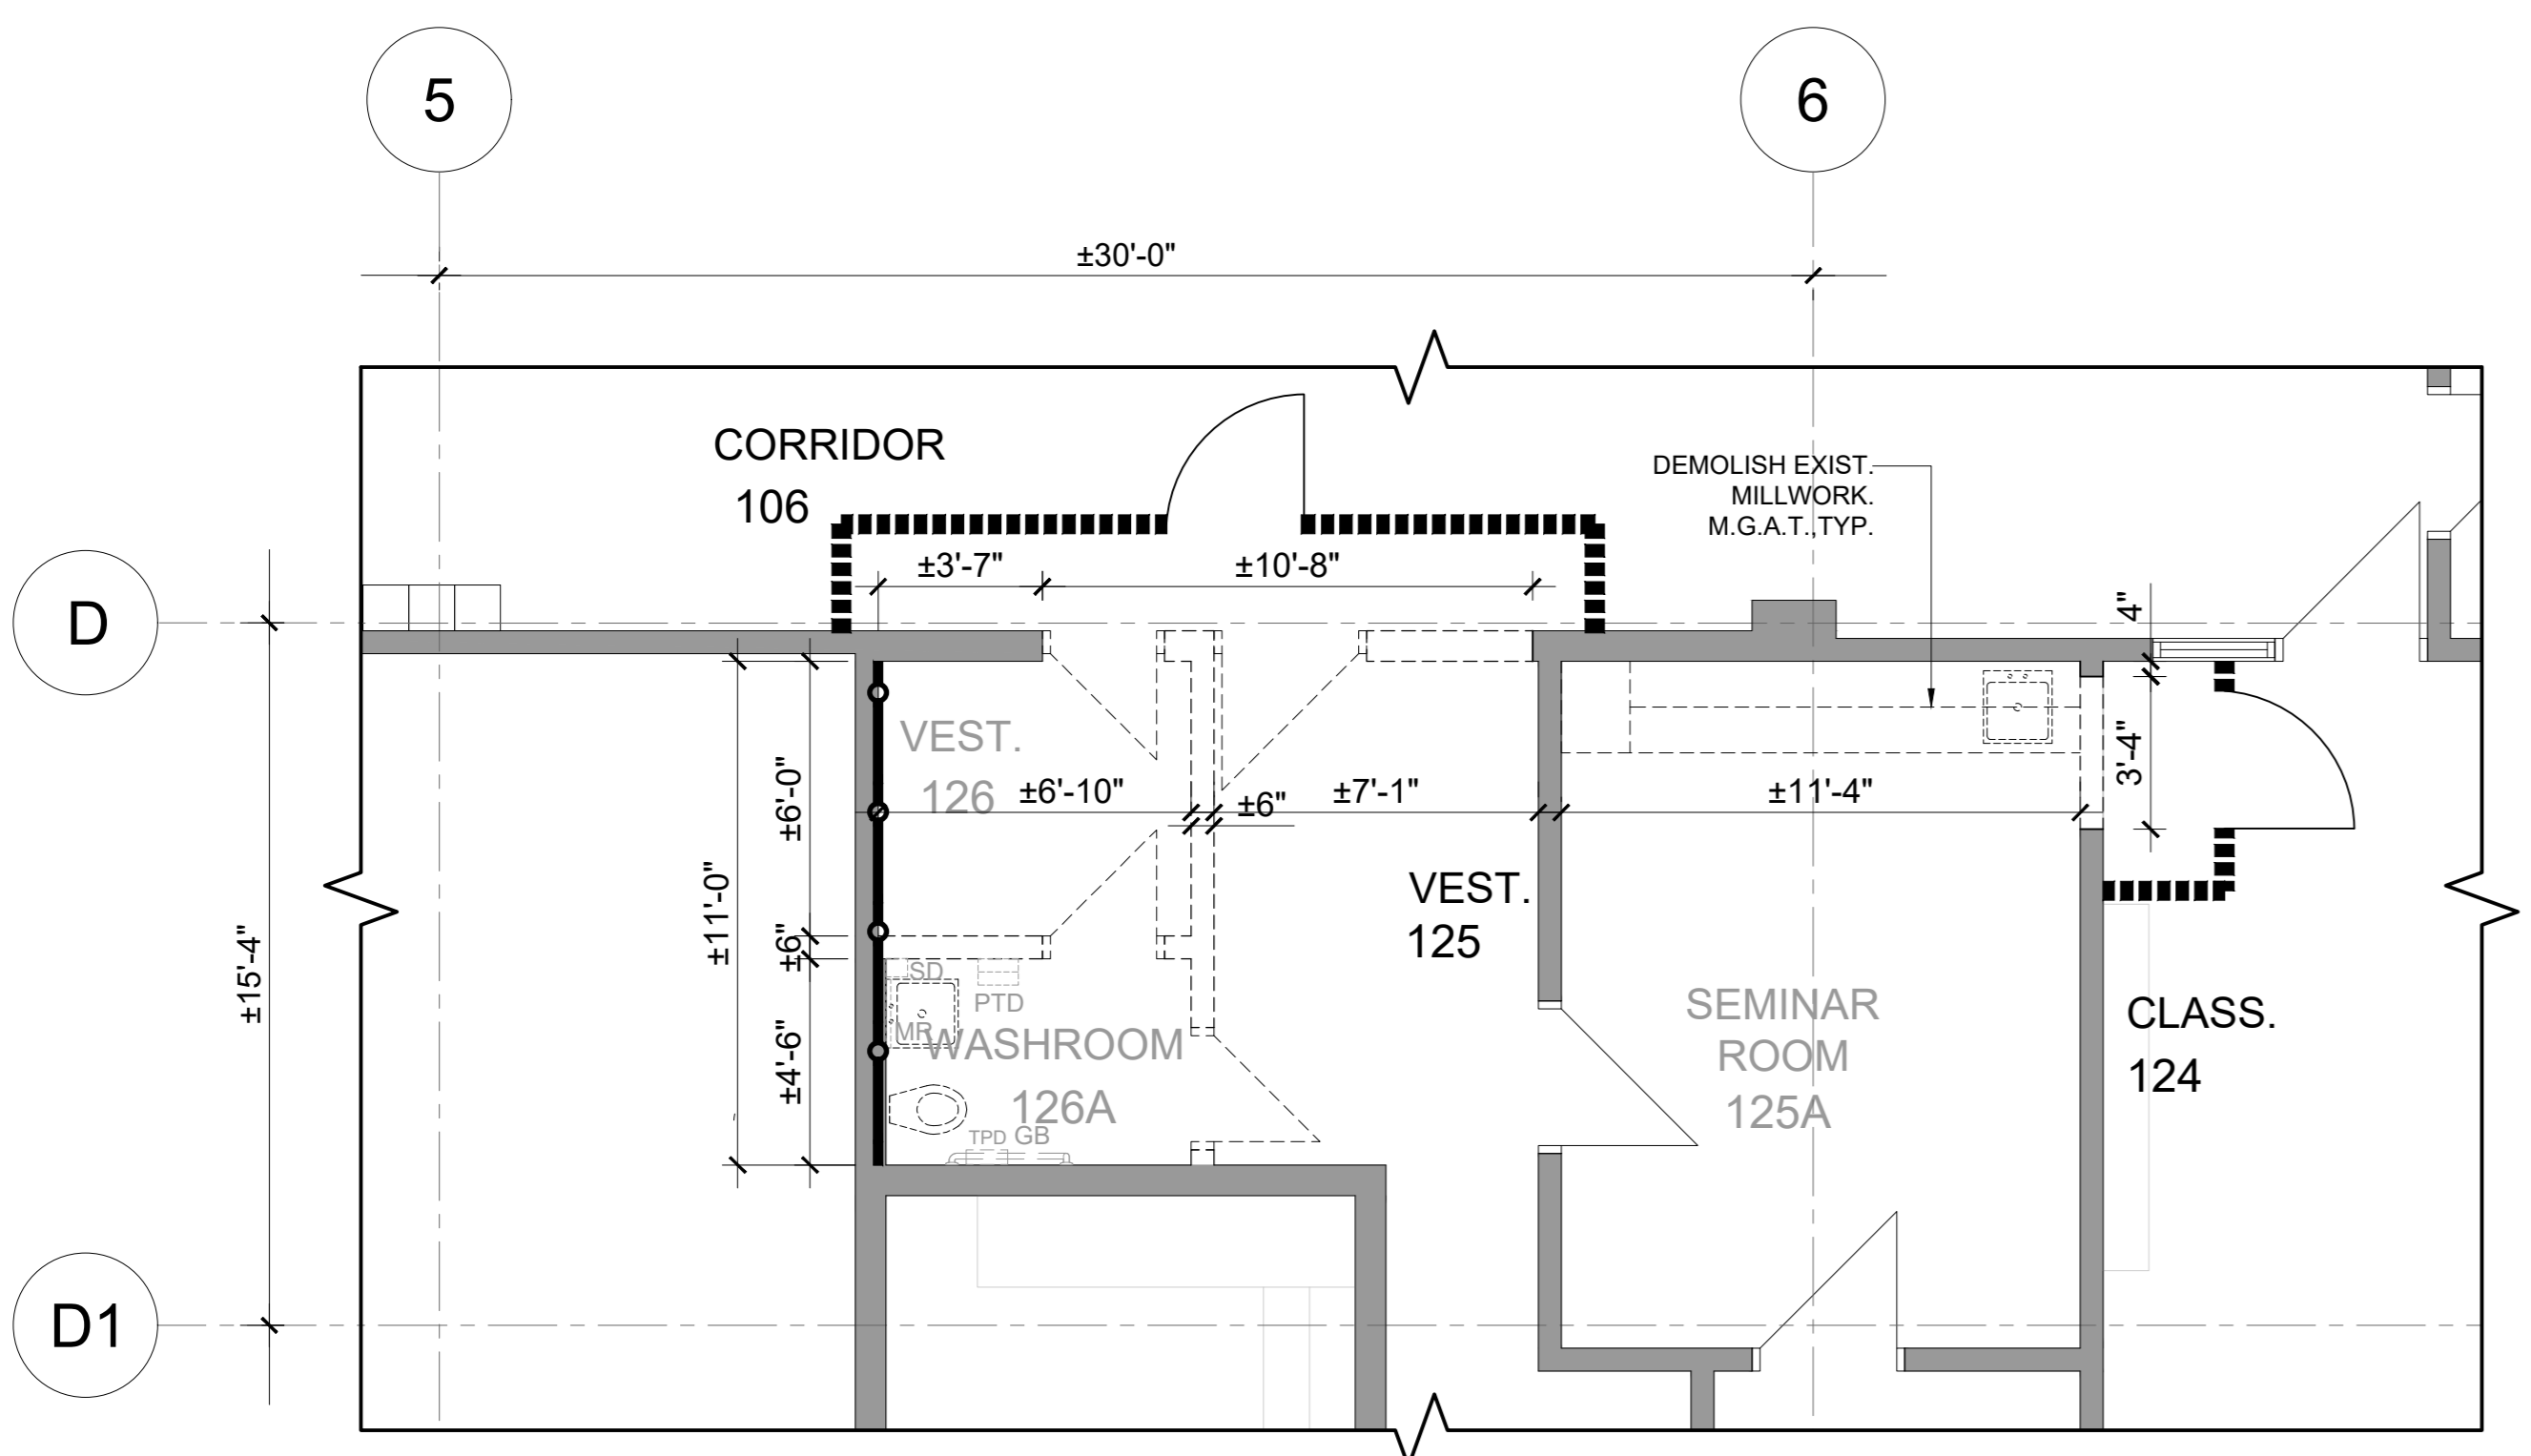 5
6
±30'-0"
CORRIDOR
106
DEMOLISH EXIST.
MILLWORK.
M.G.A.T.,TYP.
±3'-7"
±10'-8"
D
4"
VEST.
126
±6'-10"
±6"
±7'-1"
±11'-4"
3'-4"
±6'-0"
±11'-0"
±6"
±4'-6"
±15'-4"
VEST.
125
SD
PTD
MR
WASHROOM
126A
TPD GB
SEMINAR
ROOM
125A
CLASS.
124
D1